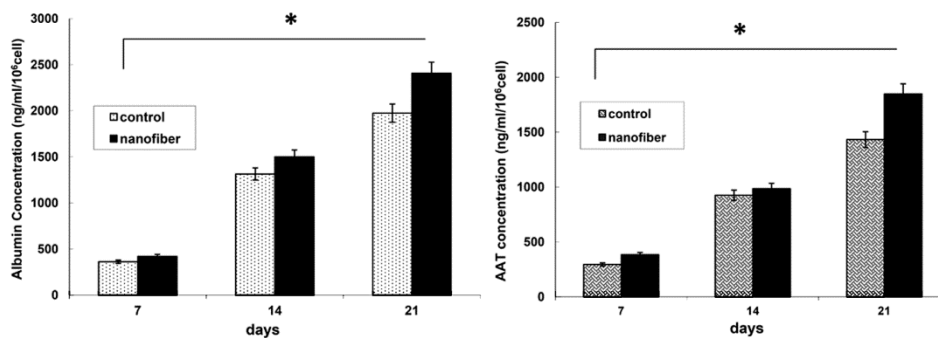 *
3000
2500
2000
1500
1000
500
0
Albumin Concentration (ng/ml/10⁶cell)
control
nanofiber
7 14 21
days
*
2500
2000
1500
1000
500
0
AAT concentration (ng/ml/10⁶cell)
control
nanofiber
7 14 21
days